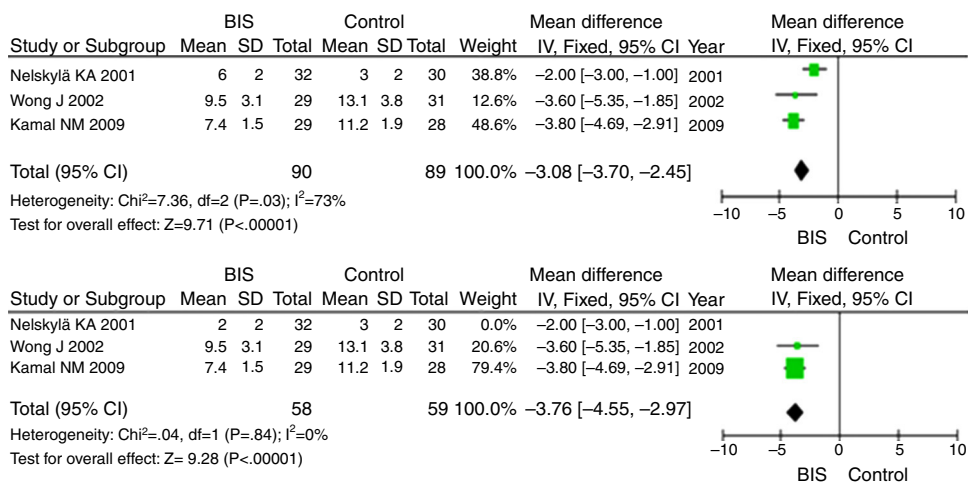 BIS Control Mean difference Mean difference
Study or Subgroup Mean SD Total Mean SD Total Weight IV, Fixed, 95% CI Year IV, Fixed, 95% CI
Nelskylä KA 2001 6 2 32 3 2 30 38.8% −2.00 [−3.00, −1.00] 2001
Wong J 2002 9.5 3.1 29 13.1 3.8 31 12.6% −3.60 [−5.35, −1.85] 2002
Kamal NM 2009 7.4 1.5 29 11.2 1.9 28 48.6% −3.80 [−4.69, −2.91] 2009
Total (95% CI) 90 89 100.0% −3.08 [−3.70, −2.45]
Heterogeneity: Chi²=7.36, df=2 (P=.03); I²=73%
Test for overall effect: Z=9.71 (P<.00001)
−10 −5 0 5 10
BIS Control
BIS Control Mean difference Mean difference
Study or Subgroup Mean SD Total Mean SD Total Weight IV, Fixed, 95% CI Year IV, Fixed, 95% CI
Nelskylä KA 2001 2 2 32 3 2 30 0.0% −2.00 [−3.00, −1.00] 2001
Wong J 2002 9.5 3.1 29 13.1 3.8 31 20.6% −3.60 [−5.35, −1.85] 2002
Kamal NM 2009 7.4 1.5 29 11.2 1.9 28 79.4% −3.80 [−4.69, −2.91] 2009
Total (95% CI) 58 59 100.0% −3.76 [−4.55, −2.97]
Heterogeneity: Chi²=.04, df=1 (P=.84); I²=0%
Test for overall effect: Z= 9.28 (P<.00001)
−10 −5 0 5 10
BIS Control